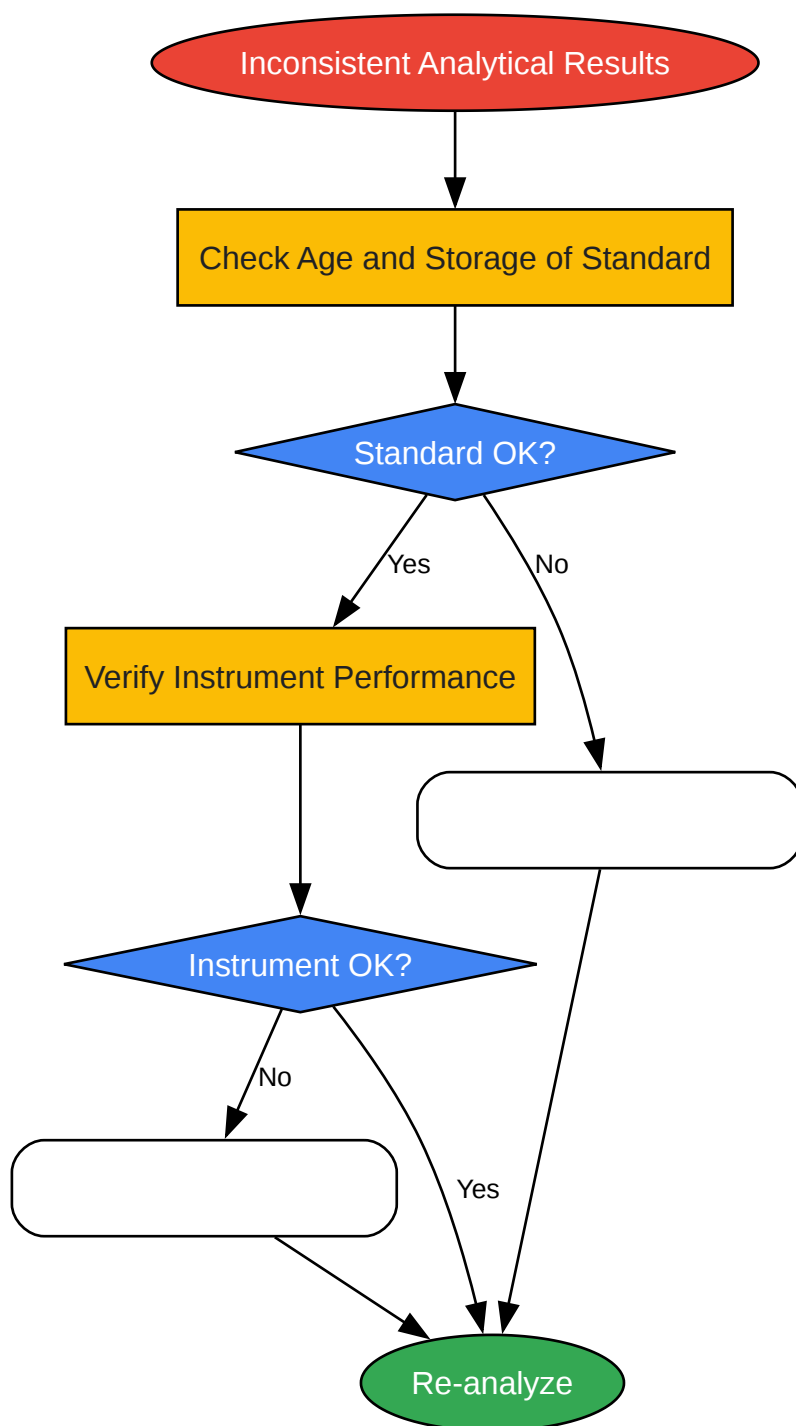 Inconsistent Analytical Results
Check Age and Storage of Standard
Standard OK?
Yes
No
Verify Instrument Performance
Instrument OK?
No
Yes
Re-analyze